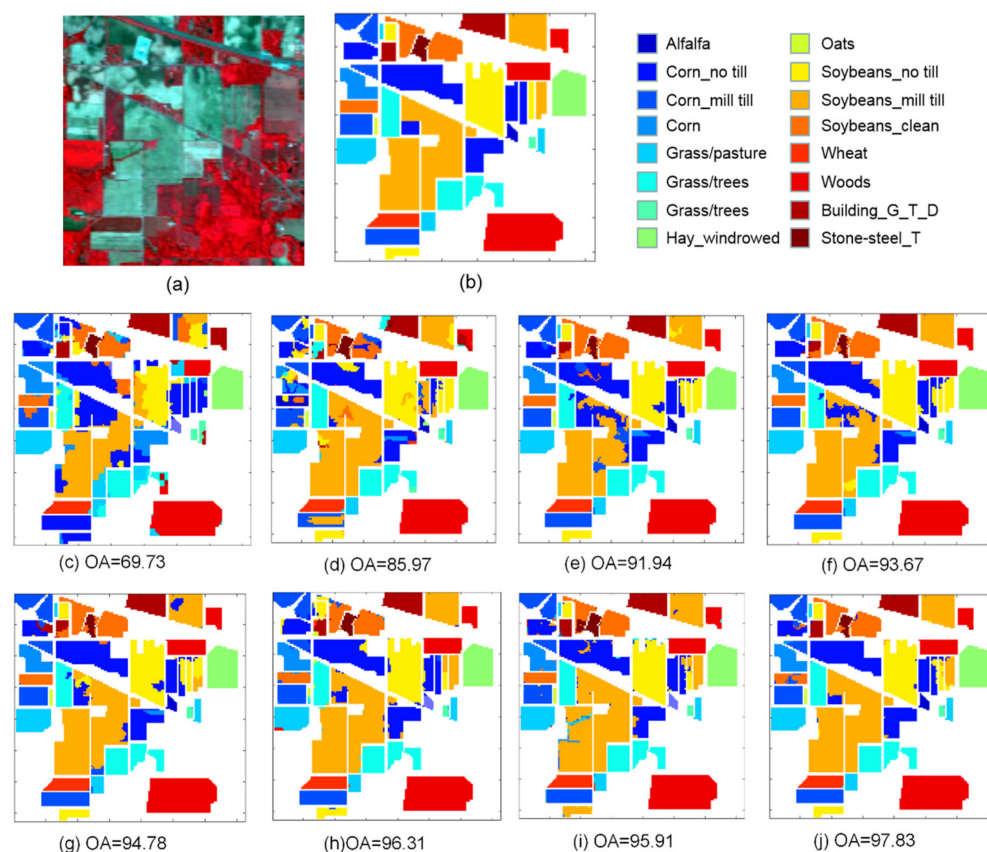 Alfalfa
Oats
Corn_no till
Soybeans_no till
Corn_mill till
Soybeans_mill till
Corn
Soybeans_clean
Grass/pasture
Wheat
Grass/trees
Woods
Grass/trees
Building_G_T_D
Hay_windrowed
Stone-steel_T
(a)
(b)
(c) OA=69.73
(d) OA=85.97
(e) OA=91.94
(f) OA=93.67
(g) OA=94.78
(h)OA=96.31
(i) OA=95.91
(j) OA=97.83